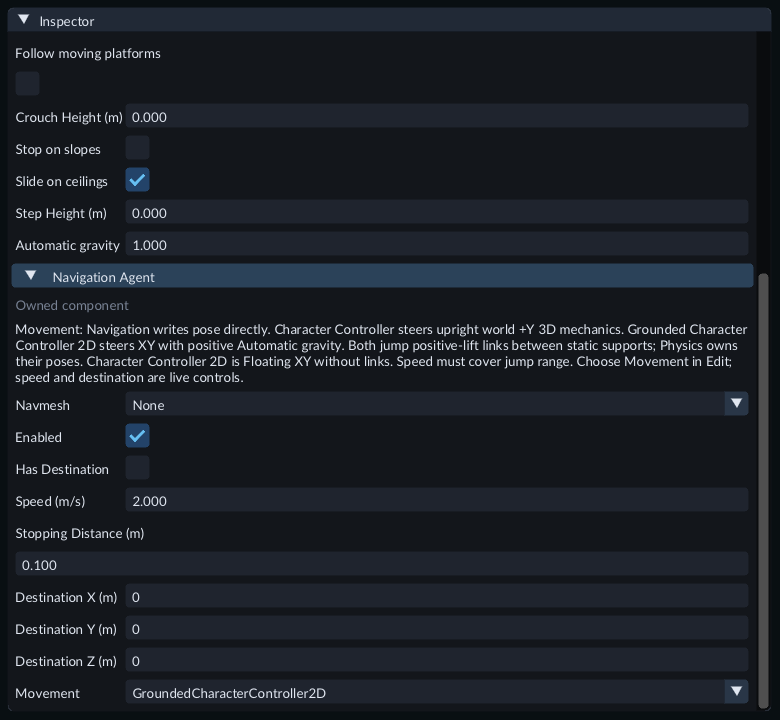 Inspector
Follow moving platforms
Crouch Height (m) 0.000
Stop on slopes
Slide on ceilings
Step Height (m) 0.000
Automatic gravity 1.000
Navigation Agent
Owned component
Movement: Navigation writes pose directly. Character Controller steers upright world +Y 3D mechanics. Grounded Character
Controller 2D steers XY with positive Automatic gravity. Both jump positive-lift links between static supports; Physics owns
their poses. Character Controller 2D is Floating XY without links. Speed must cover jump range. Choose Movement in Edit;
speed and destination are live controls.
Navmesh None
Enabled
Has Destination
Speed (m/s) 2.000
Stopping Distance (m)
0.100
Destination X (m) 0
Destination Y (m) 0
Destination Z (m) 0
Movement GroundedCharacterController2D